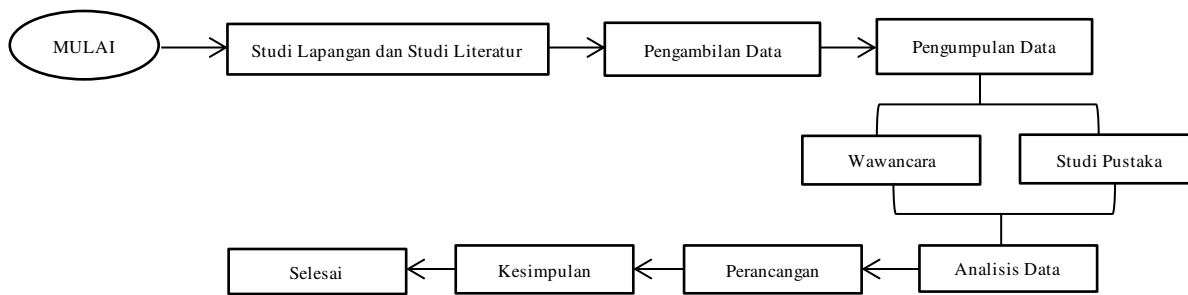 MULAI
Studi Lapangan dan Studi Literatur
Pengambilan Data
Pengumpulan Data
Wawancara
Studi Pustaka
Analisis Data
Perancangan
Kesimpulan
Selesai